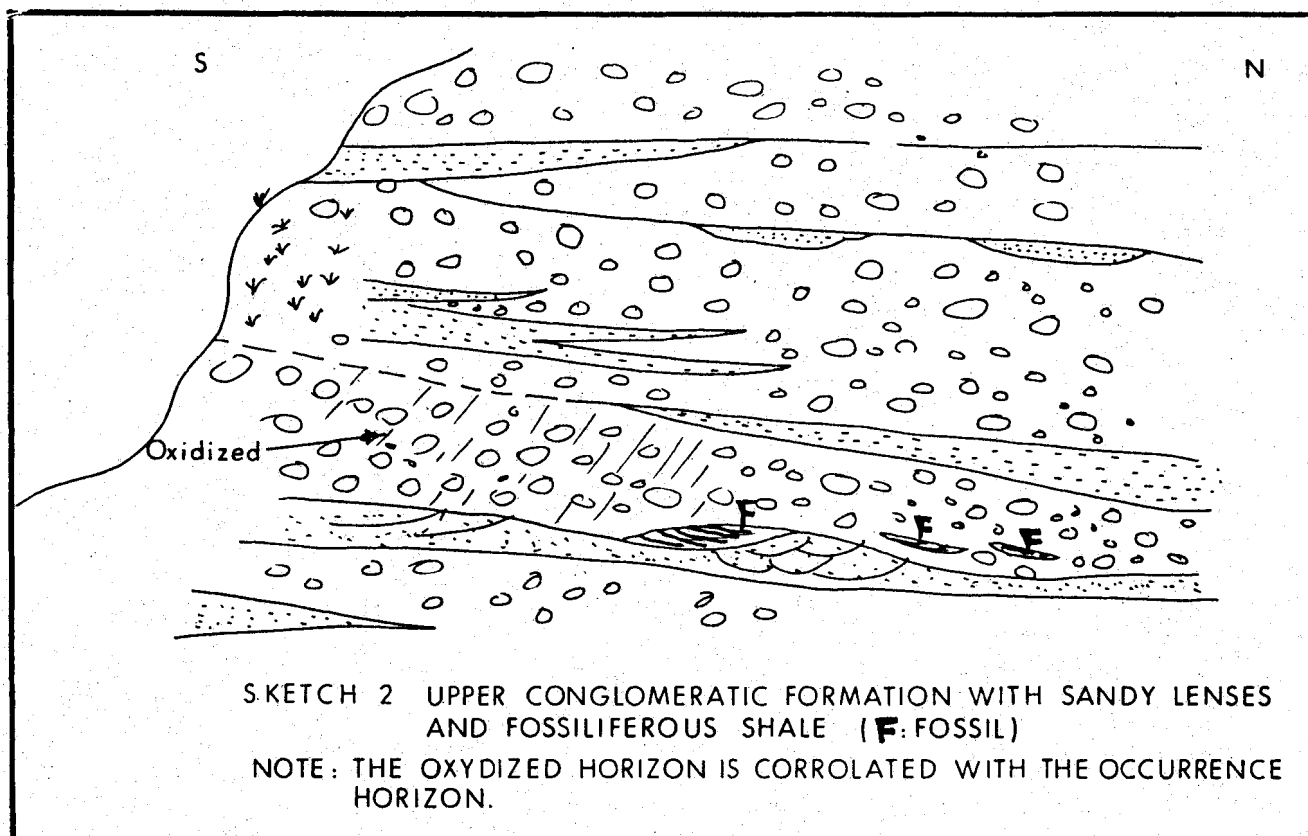 S N
Oxidized
F
F F
SKETCH 2 UPPER CONGLOMERATIC FORMATION WITH SANDY LENSES
AND FOSSILIFEROUS SHALE (F: FOSSIL)
NOTE: THE OXYDIZED HORIZON IS CORROLATED WITH THE OCCURRENCE
HORIZON.